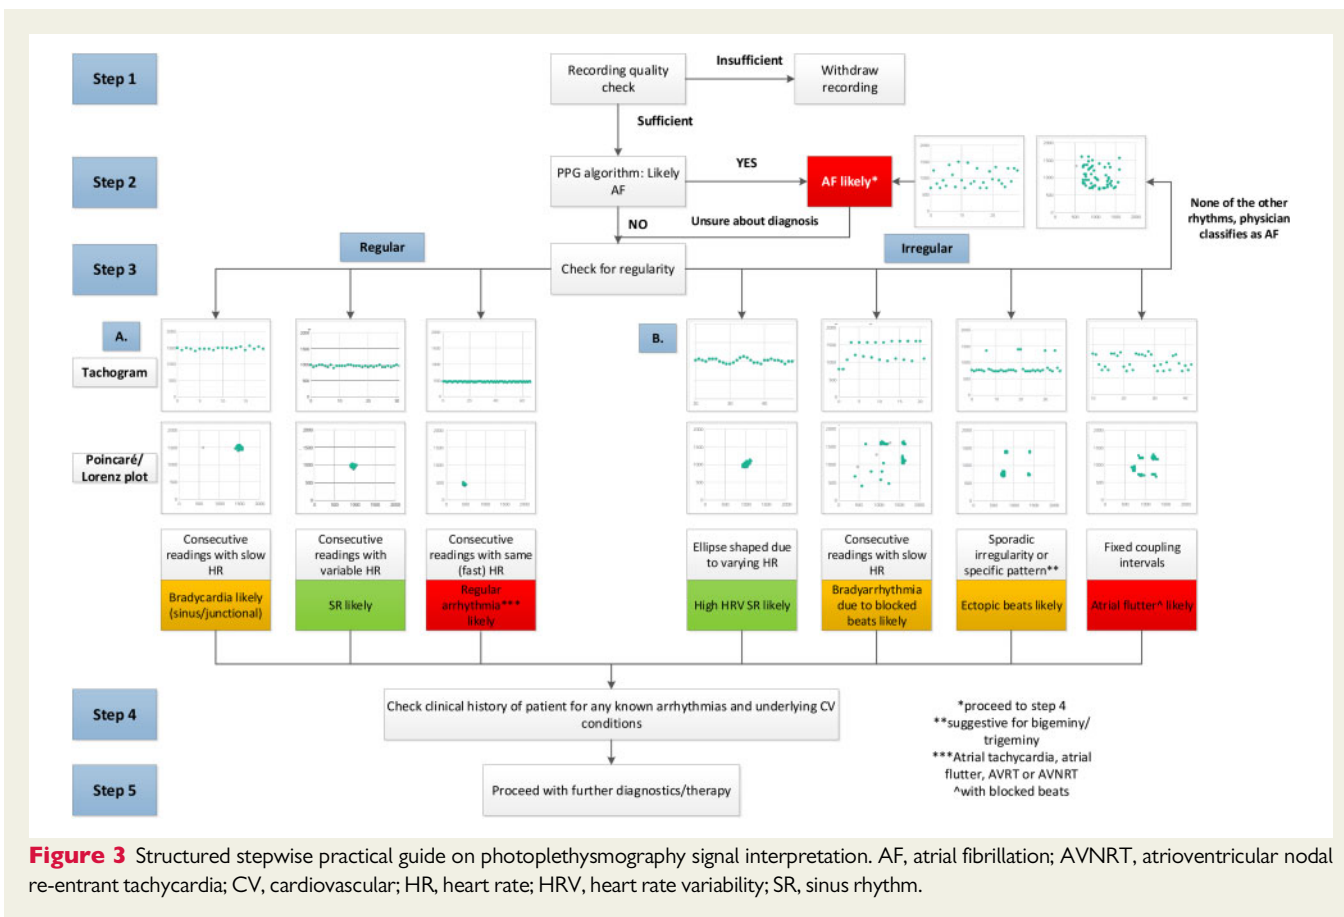 Step 1
Recording quality
check
Insufficient
Withdraw
recording
Sufficient
Step 2
PPG algorithm: Likely
AF
YES
AF likely*
None of the other
rhythms, physician
classifies as AF
NO
Unsure about diagnosis
Step 3
Regular
Check for regularity
Irregular
A.
B.
Tachogram
Poincaré/
Lorenz plot
Consecutive
readings with slow
HR
Bradycardia likely
(sinus/junctional)
Consecutive
readings with
variable HR
SR likely
Consecutive
readings with same
(fast) HR
Regular
arrhythmia***
likely
Ellipse shaped due
to varying HR
High HRV SR likely
Consecutive
readings with slow
HR
Bradyarrhythmia
due to blocked
beats likely
Sporadic
irregularity or
specific pattern**
Ectopic beats likely
Fixed coupling
intervals
Atrial flutter^ likely
Step 4
Check clinical history of patient for any known arrhythmias and underlying CV
conditions
Step 5
Proceed with further diagnostics/therapy
*proceed to step 4
**suggestive for bigeminy/
trigeminy
***Atrial tachycardia, atrial
flutter, AVRT or AVNRT
^with blocked beats
Figure 3 Structured stepwise practical guide on photoplethysmography signal interpretation. AF, atrial fibrillation; AVNRT, atrioventricular nodal
re-entrant tachycardia; CV, cardiovascular; HR, heart rate; HRV, heart rate variability; SR, sinus rhythm.